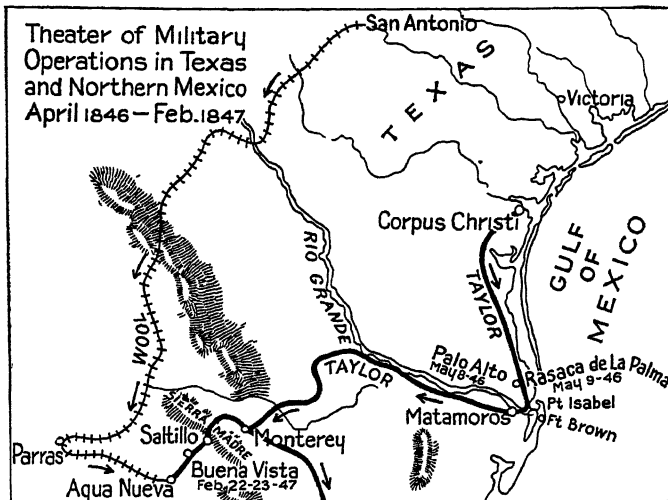 Theater of Military
Operations in Texas
and Northern Mexico
April 1846 – Feb. 1847
San Antonio
TEXAS
Victoria
Corpus Christi
GULF
OF
MEXICO
RIO GRANDE
TAYLOR
WOOL
TAYLOR
Palo Alto
May 8-46
Rasaca de La Palma
May 9-46
Pt Isabel
Ft Brown
Matamoros
SIERRA MADRE
Monterey
Saltillo
Parras
Buena Vista
Feb. 22-23-47
Aqua Nueva